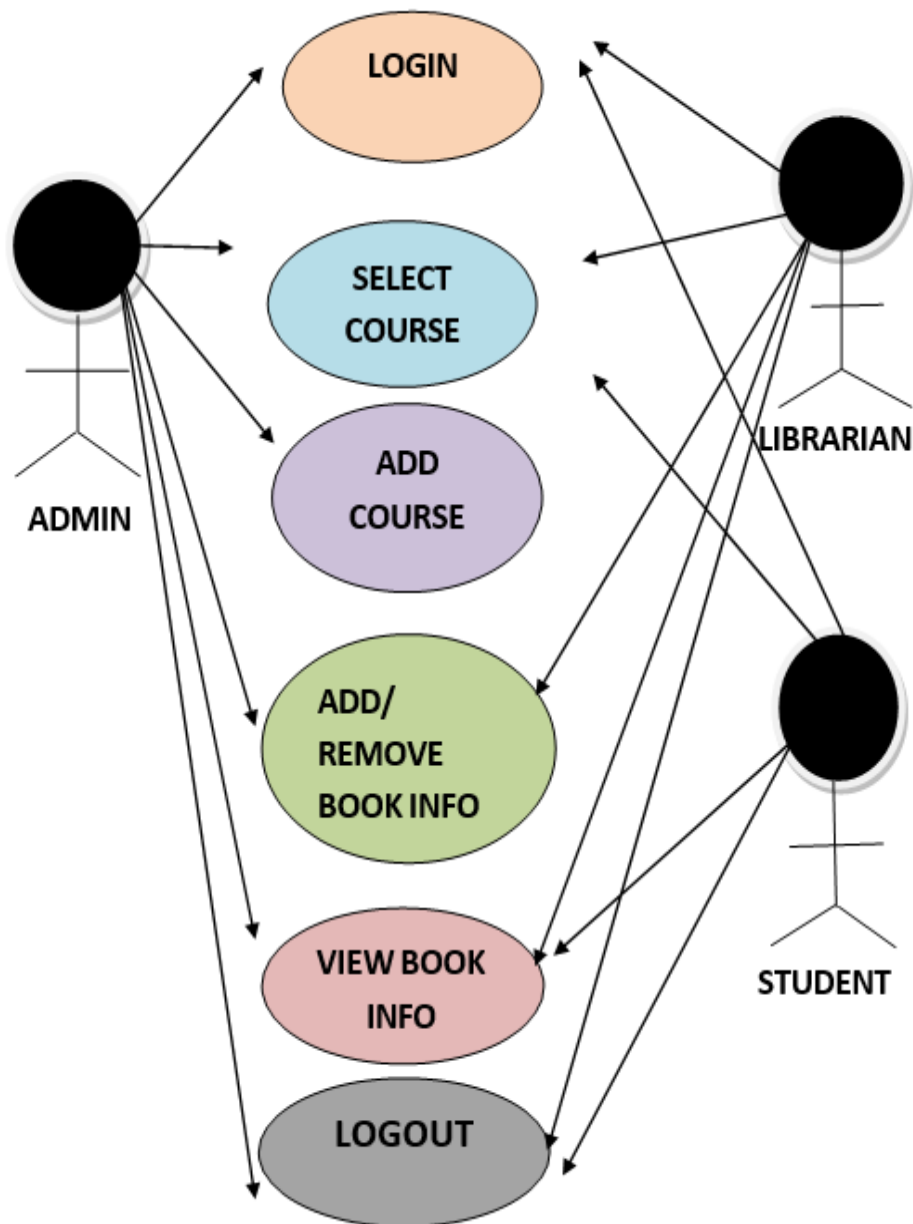 LOGIN
SELECT
COURSE
ADD
COURSE
ADMIN
LIBRARIAN
ADD/
REMOVE
BOOK INFO
VIEW BOOK
INFO
STUDENT
LOGOUT